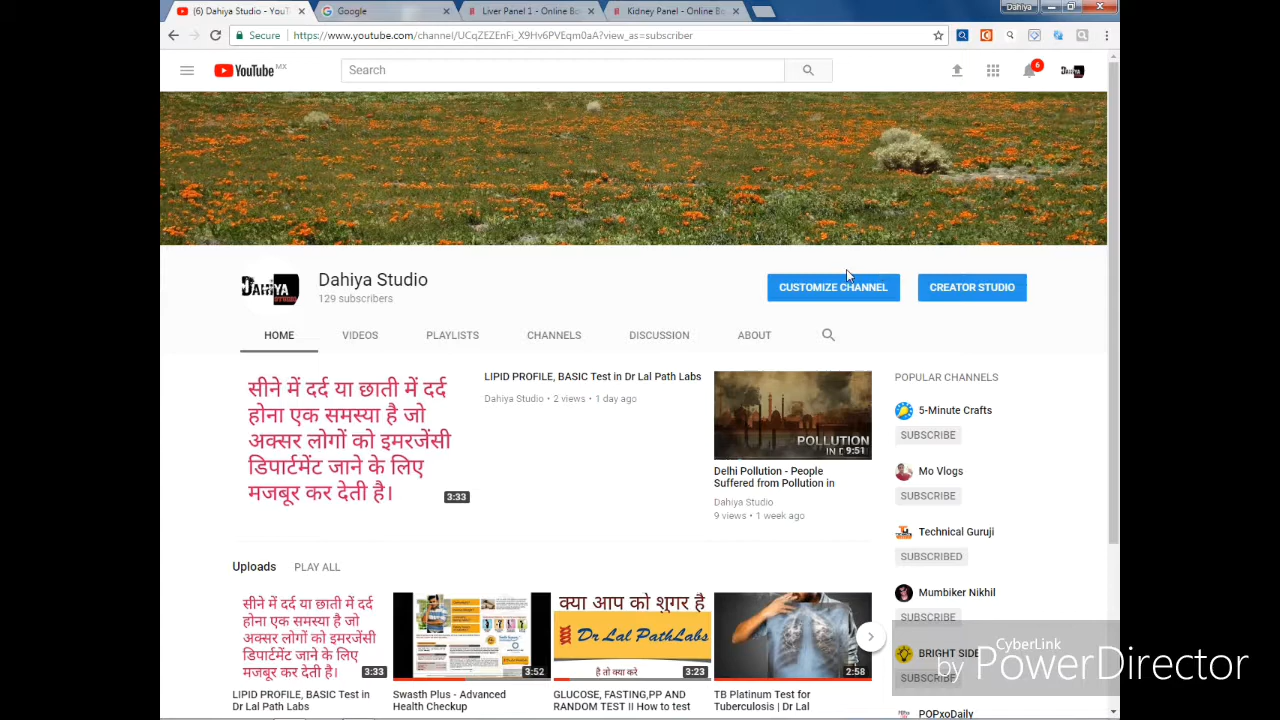 (6) Dahiya Studio - YouT
Google
Liver Panel 1 - Online Bo
Kidney Panel - Online Bo
Dahiya
Secure
https://www.youtube.com/channel/UCqZEZEnFi_X9Hv6PVEqm0aA?view_as=subscriber
YouTube MX
Search
6
DAHIYA STUDIO
Dahiya Studio
129 subscribers
CUSTOMIZE CHANNEL
CREATOR STUDIO
HOME
VIDEOS
PLAYLISTS
CHANNELS
DISCUSSION
ABOUT
सीने में दर्द या छाती में दर्द
होना एक समस्या है जो
अक्सर लोगों को इमरजेंसी
डिपार्टमेंट जाने के लिए
मजबूर कर देती है।
3:33
LIPID PROFILE, BASIC Test in Dr Lal Path Labs
Dahiya Studio • 2 views • 1 day ago
POLLUTION
IN D
9:51
Delhi Pollution - People
Suffered from Pollution in
Dahiya Studio
9 views • 1 week ago
POPULAR CHANNELS
5-Minute Crafts
SUBSCRIBE
Mo Vlogs
SUBSCRIBE
Technical Guruji
SUBSCRIBED
Mumbiker Nikhil
SUBSCRIBE
BRIGHT SIDE
SUBSCRIBE
POPxoDaily
Uploads
PLAY ALL
सीने में दर्द या छाती में दर्द
होना एक समस्या है जो
अक्सर लोगों को इमरजेंसी
डिपार्टमेंट जाने के लिए
मजबूर कर देती है।
3:33
LIPID PROFILE, BASIC Test in
Dr Lal Path Labs
3:52
Swasth Plus - Advanced
Health Checkup
क्या आप को शुगर है
Dr Lal PathLabs
है तो क्या करे
3:23
GLUCOSE, FASTING,PP AND
RANDOM TEST II How to test
2:58
TB Platinum Test for
Tuberculosis | Dr Lal
CyberLink
by PowerDirector